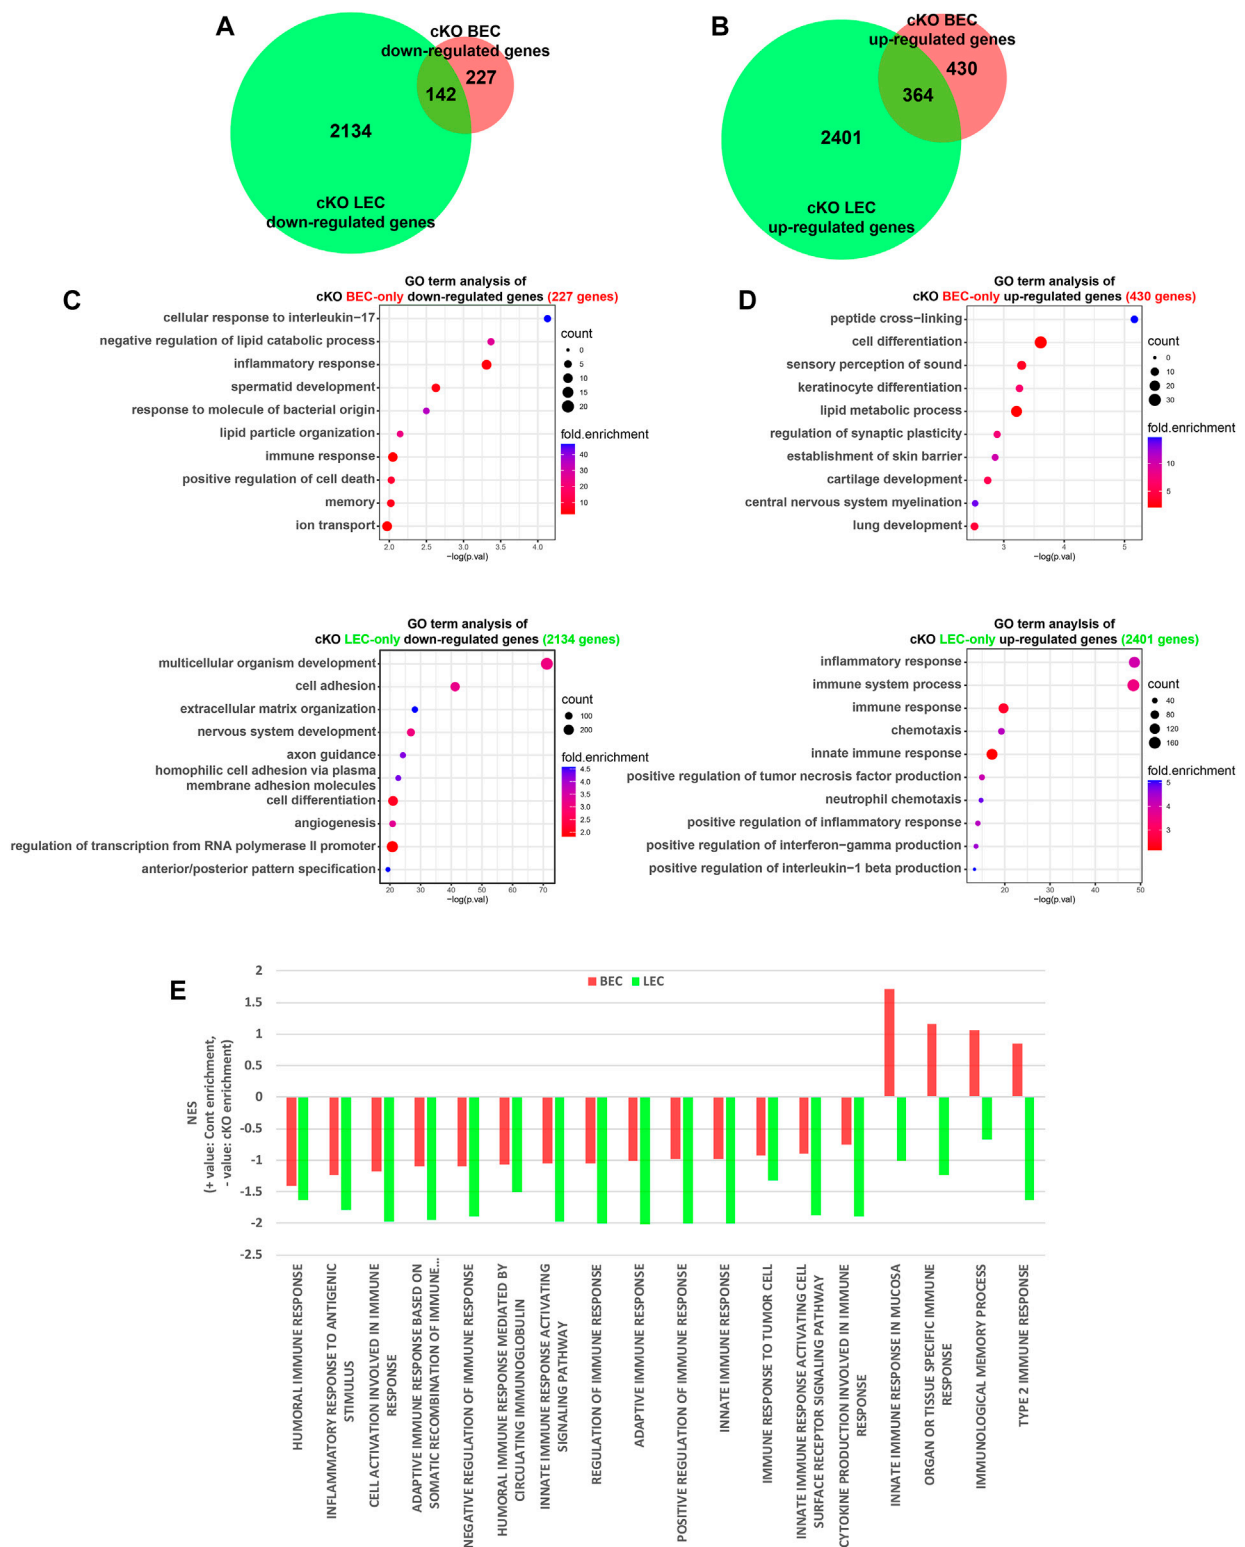 A
cKO BEC
down-regulated genes
227
142
2134
cKO LEC
down-regulated genes
B
cKO BEC
up-regulated genes
430
364
2401
cKO LEC
up-regulated genes
C
GO term analysis of
cKO BEC-only down-regulated genes (227 genes)
cellular response to interleukin-17
negative regulation of lipid catabolic process
inflammatory response
spermatid development
response to molecule of bacterial origin
lipid particle organization
immune response
positive regulation of cell death
memory
ion transport
2.0 2.5 3.0 3.5 4.0
-log(p.val)
count
0
5
10
15
20
fold.enrichment
40
30
20
10
D
GO term analysis of
cKO BEC-only up-regulated genes (430 genes)
peptide cross-linking
cell differentiation
sensory perception of sound
keratinocyte differentiation
lipid metabolic process
regulation of synaptic plasticity
establishment of skin barrier
cartilage development
central nervous system myelination
lung development
3 4 5
-log(p.val)
count
0
10
20
30
fold.enrichment
10
5
GO term analysis of
cKO LEC-only down-regulated genes (2134 genes)
multicellular organism development
cell adhesion
extracellular matrix organization
nervous system development
axon guidance
homophilic cell adhesion via plasma
membrane adhesion molecules
cell differentiation
angiogenesis
regulation of transcription from RNA polymerase II promoter
anterior/posterior pattern specification
20 30 40 50 60 70
-log(p.val)
count
100
200
fold.enrichment
4.5
4.0
3.5
3.0
2.5
2.0
GO term anaylsis of
cKO LEC-only up-regulated genes (2401 genes)
inflammatory response
immune system process
immune response
chemotaxis
innate immune response
positive regulation of tumor necrosis factor production
neutrophil chemotaxis
positive regulation of inflammatory response
positive regulation of interferon-gamma production
positive regulation of interleukin-1 beta production
20 30 40 50
-log(p.val)
count
40
80
120
160
fold.enrichment
5
4
3
E
BEC LEC
NES
(+ value: Cont enrichment,
- value: cKO enrichment)
2
1.5
1
0.5
0
-0.5
-1
-1.5
-2
-2.5
HUMORAL IMMUNE RESPONSE
INFLAMMATORY RESPONSE TO ANTIGENIC
STIMULUS
CELL ACTIVATION INVOLVED IN IMMUNE
RESPONSE
ADAPTIVE IMMUNE RESPONSE BASED ON
SOMATIC RECOMBINATION OF IMMUNE...
NEGATIVE REGULATION OF IMMUNE RESPONSE
HUMORAL IMMUNE RESPONSE MEDIATED BY
CIRCULATING IMMUNOGLOBULIN
INNATE IMMUNE RESPONSE ACTIVATING
SIGNALING PATHWAY
REGULATION OF IMMUNE RESPONSE
ADAPTIVE IMMUNE RESPONSE
POSITIVE REGULATION OF IMMUNE RESPONSE
INNATE IMMUNE RESPONSE
IMMUNE RESPONSE TO TUMOR CELL
INNATE IMMUNE RESPONSE ACTIVATING CELL
SURFACE RECEPTOR SIGNALING PATHWAY
CYTOKINE PRODUCTION INVOLVED IN IMMUNE
RESPONSE
INNATE IMMUNE RESPONSE IN MUCOSA
ORGAN OR TISSUE SPECIFIC IMMUNE
RESPONSE
IMMUNOLOGICAL MEMORY PROCESS
TYPE 2 IMMUNE RESPONSE